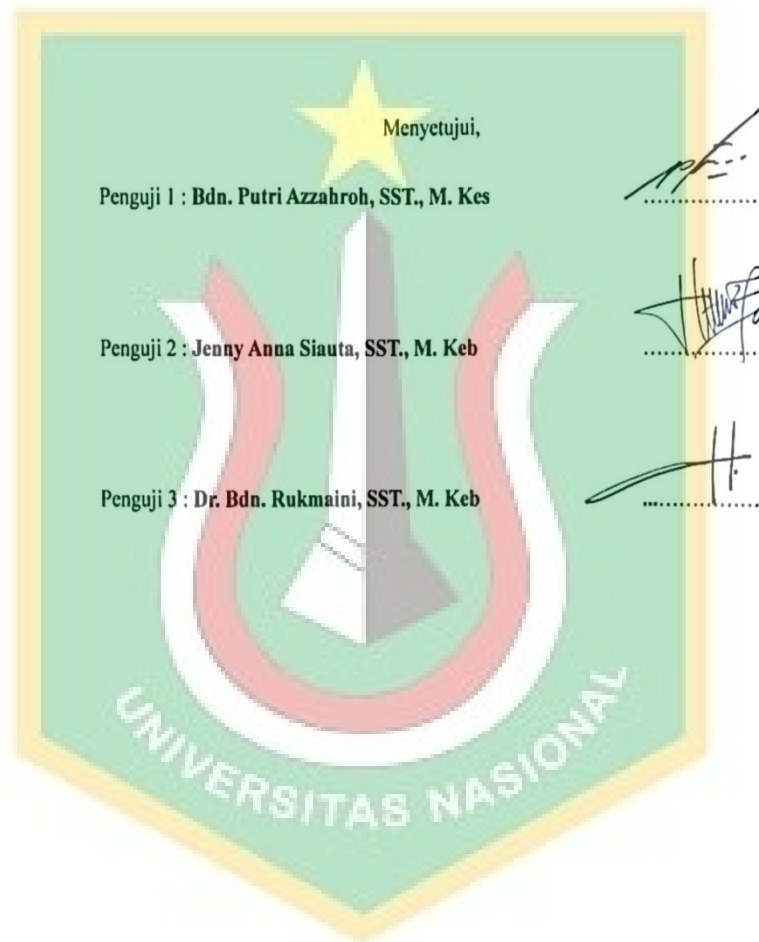 Menyetujui,
Penguji 1 : Bdn. Putri Azzahroh, SST., M. Kes
Penguji 2 : Jenny Anna Siauta, SST., M. Keb
Penguji 3 : Dr. Bdn. Rukmaini, SST., M. Keb
UNIVERSITAS NASIONAL